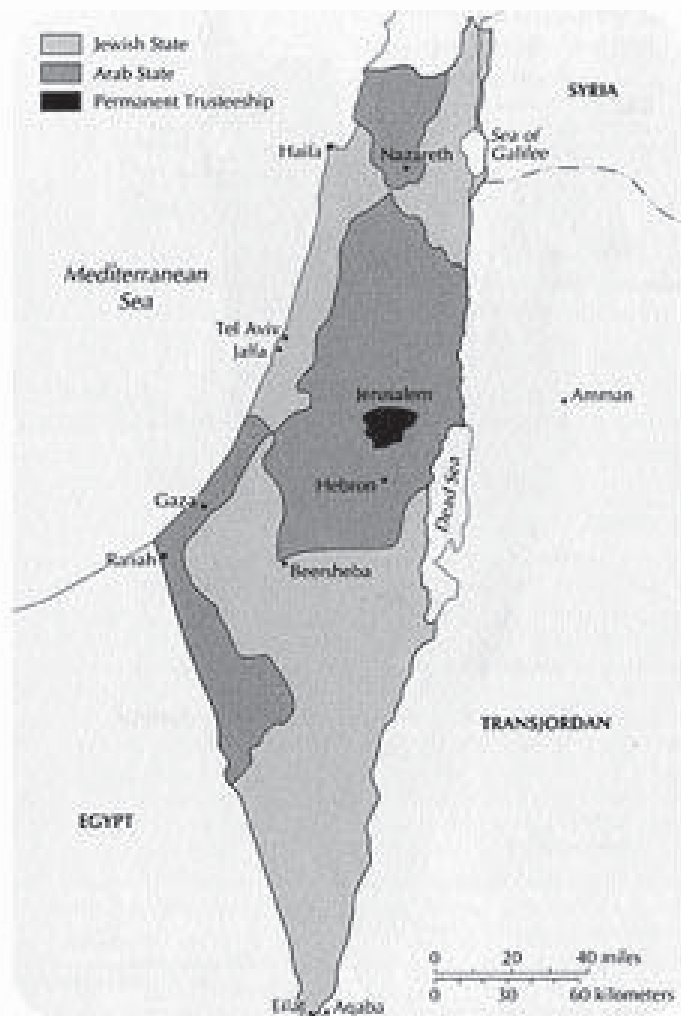 Jewish State
Arab State
Permanent Trusteeship
SYRIA
Sea of
Galilee
Haifa
Nazareth
Mediterranean
Sea
Tel Aviv
Jaffa
Jerusalem
Amman
Dead Sea
Hebron
Gaza
Rafah
Beersheba
TRANSJORDAN
EGYPT
0 20 40 miles
0 30 60 kilometers
Eilat
Aqaba